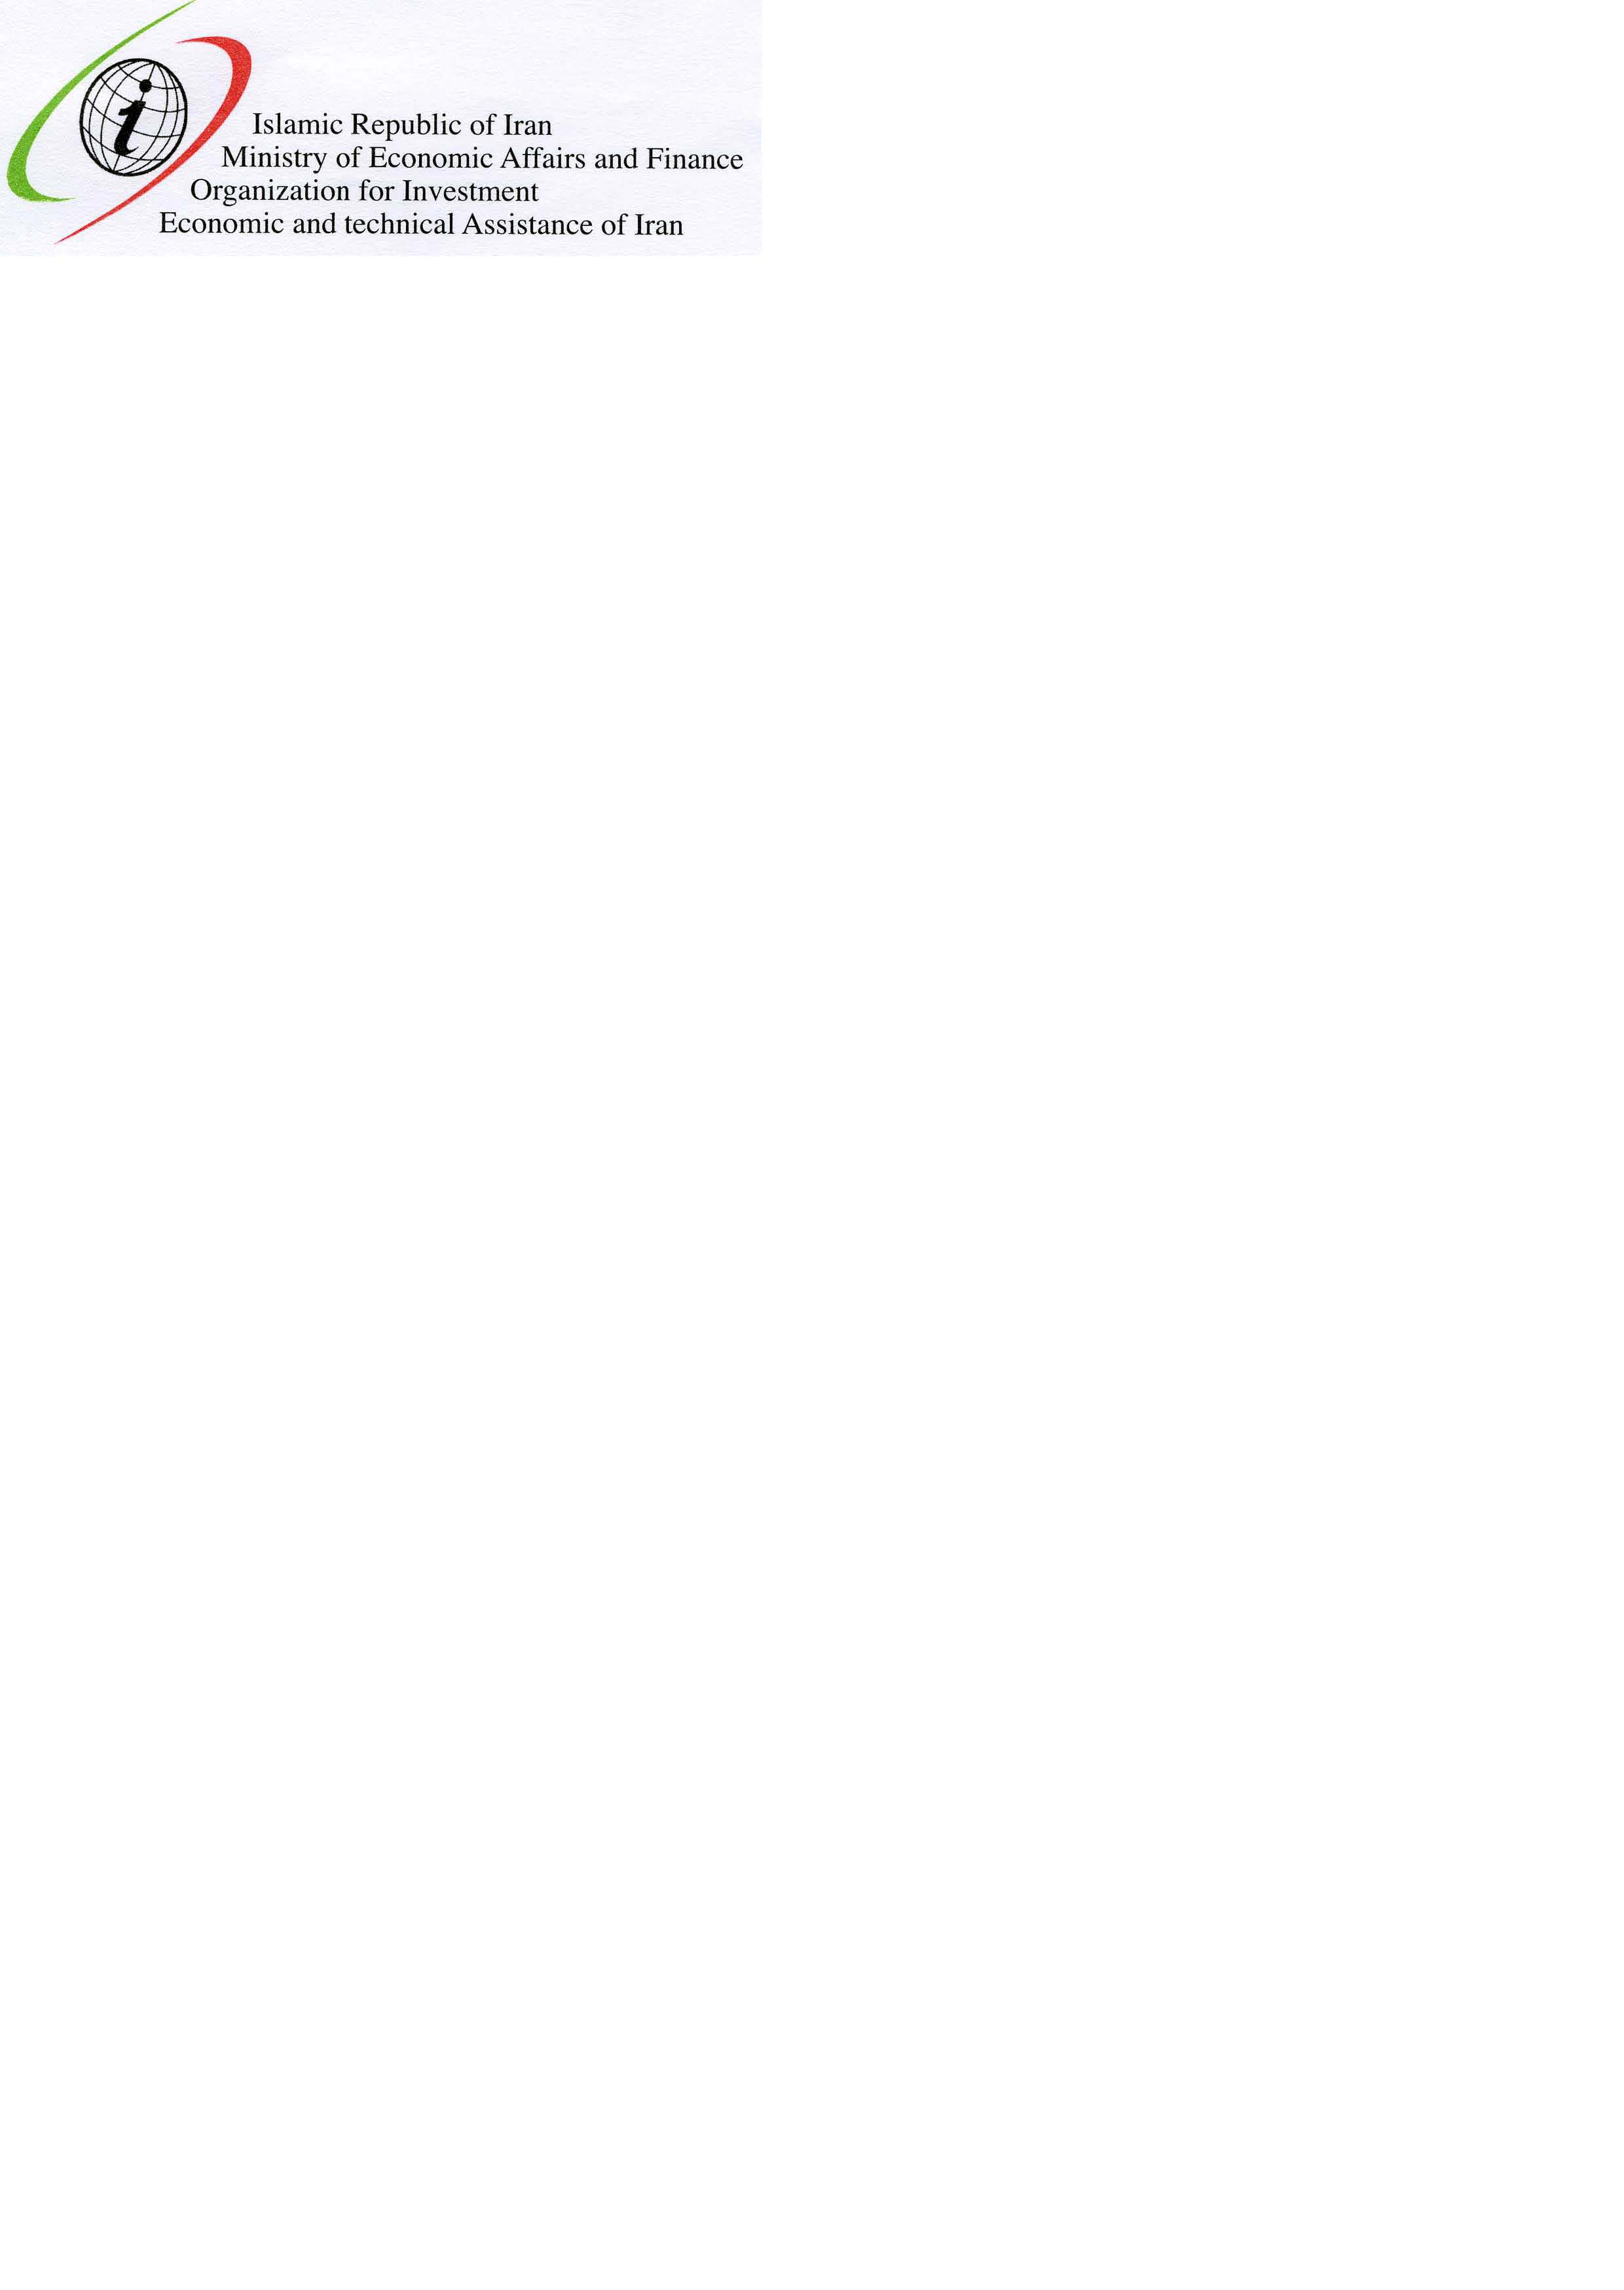 i
Islamic Republic of Iran
Ministry of Economic Affairs and Finance
Organization for Investment
Economic and technical Assistance of Iran